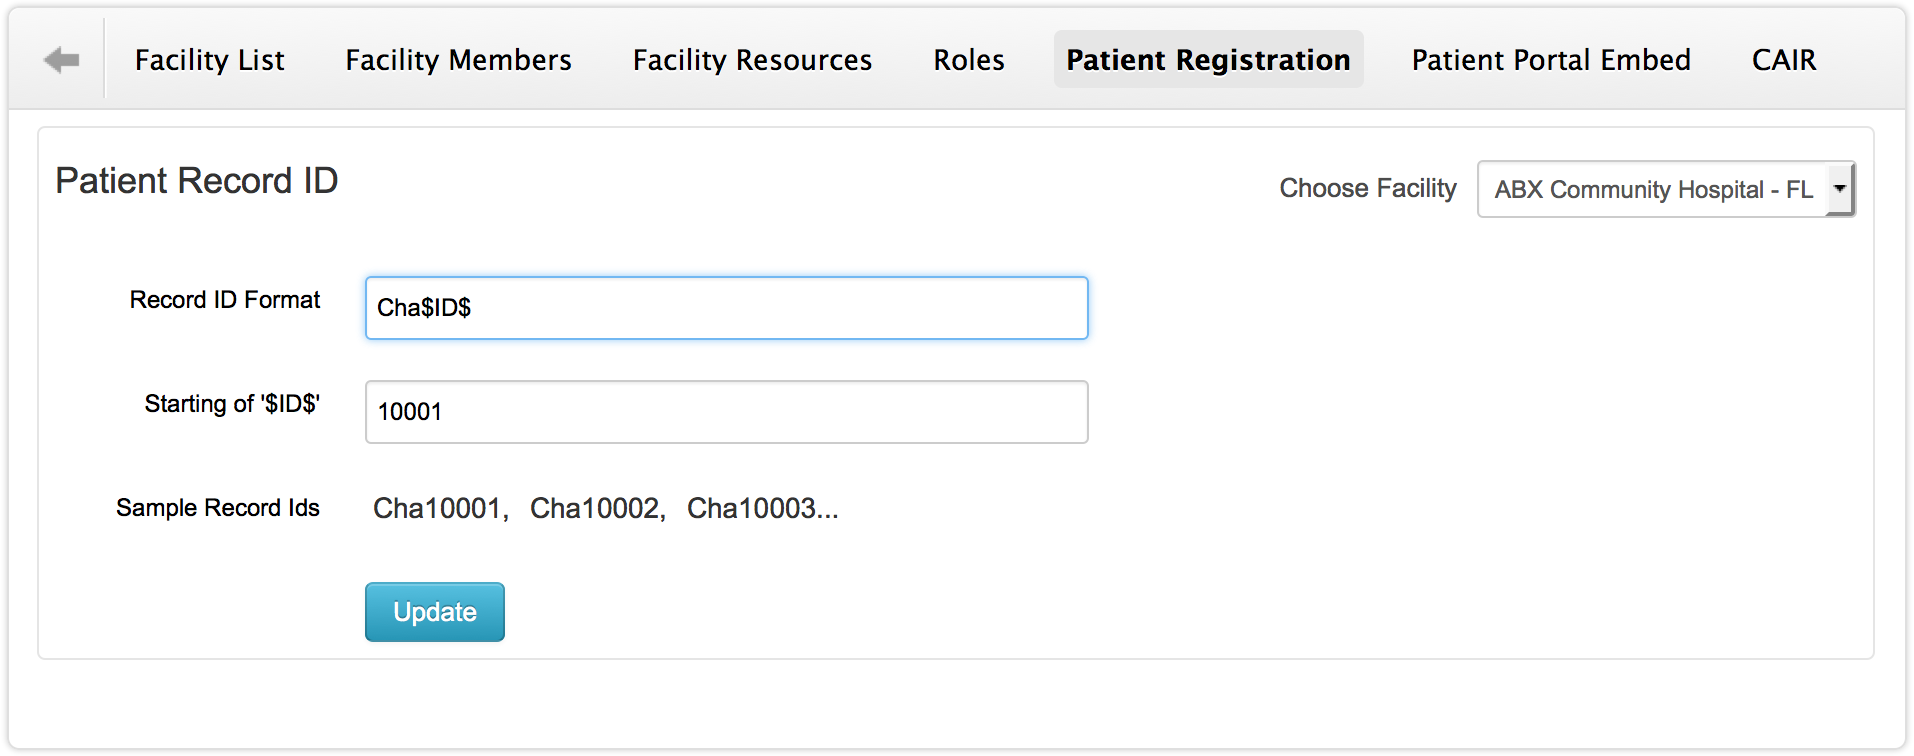 Facility List Facility Members Facility Resources Roles Patient Registration Patient Portal Embed CAIR
Patient Record ID
Choose Facility ABX Community Hospital - FL
Record ID Format Cha$ID$
Starting of '$ID$' 10001
Sample Record Ids Cha10001, Cha10002, Cha10003...
Update